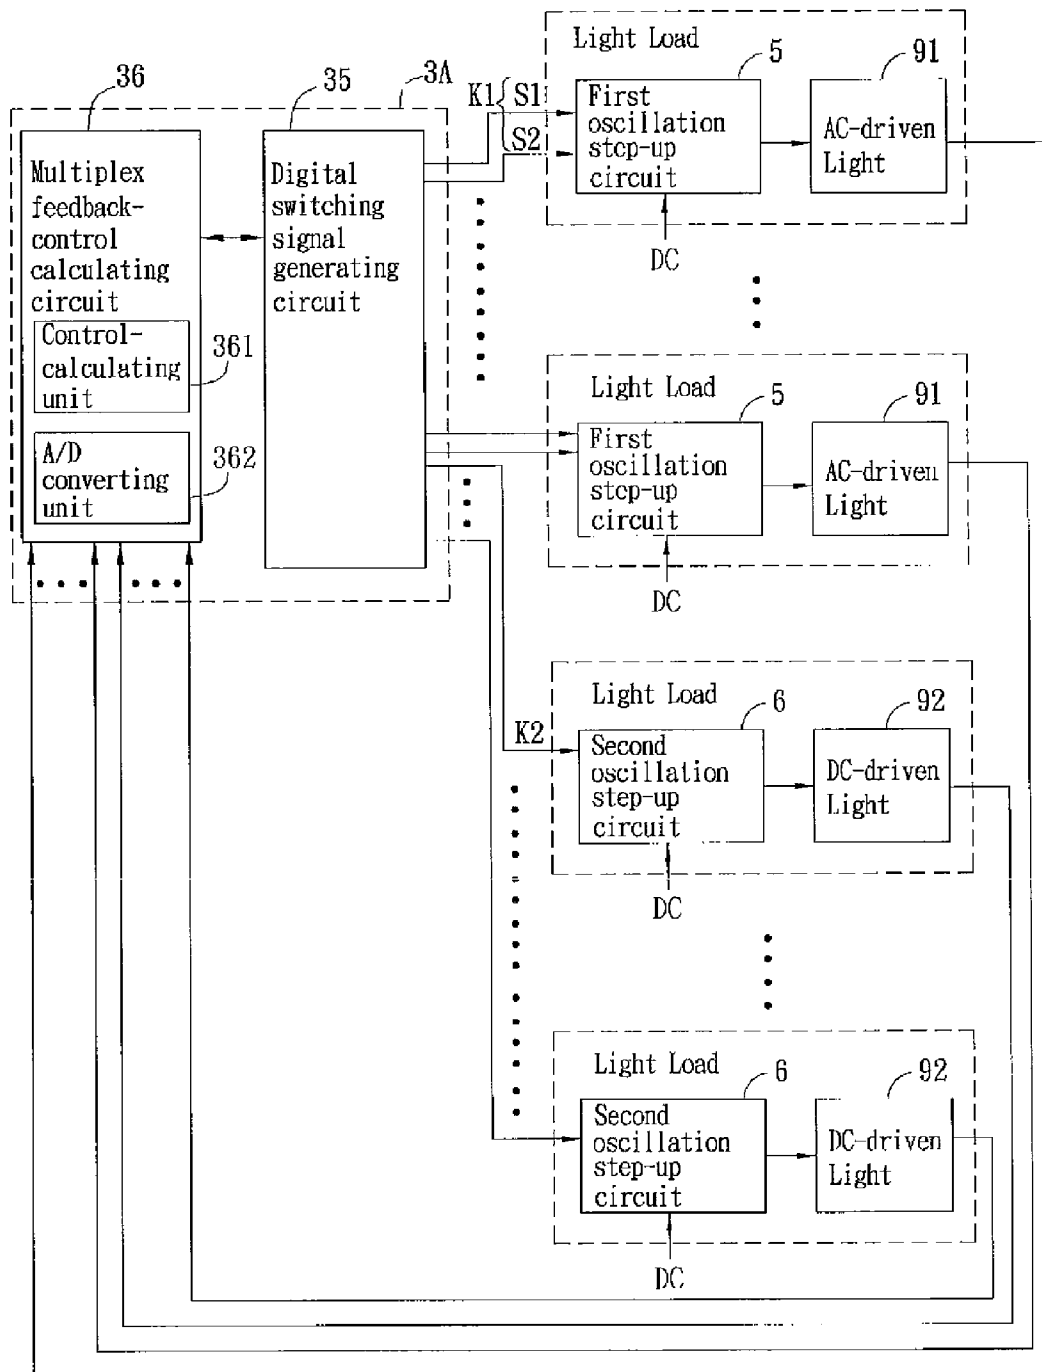 36
35
3A
Multiplex
feedback-
control
calculating
circuit
Control-
calculating
unit
361
A/D
converting
unit
362
Digital
switching
signal
generating
circuit
K1
S1
S2
Light Load
5
91
First
oscillation
step-up
circuit
AC-driven
Light
DC
Light Load
5
91
First
oscillation
step-up
circuit
AC-driven
Light
DC
Light Load
6
92
K2
Second
oscillation
step-up
circuit
DC-driven
Light
DC
Light Load
6
92
Second
oscillation
step-up
circuit
DC-driven
Light
DC